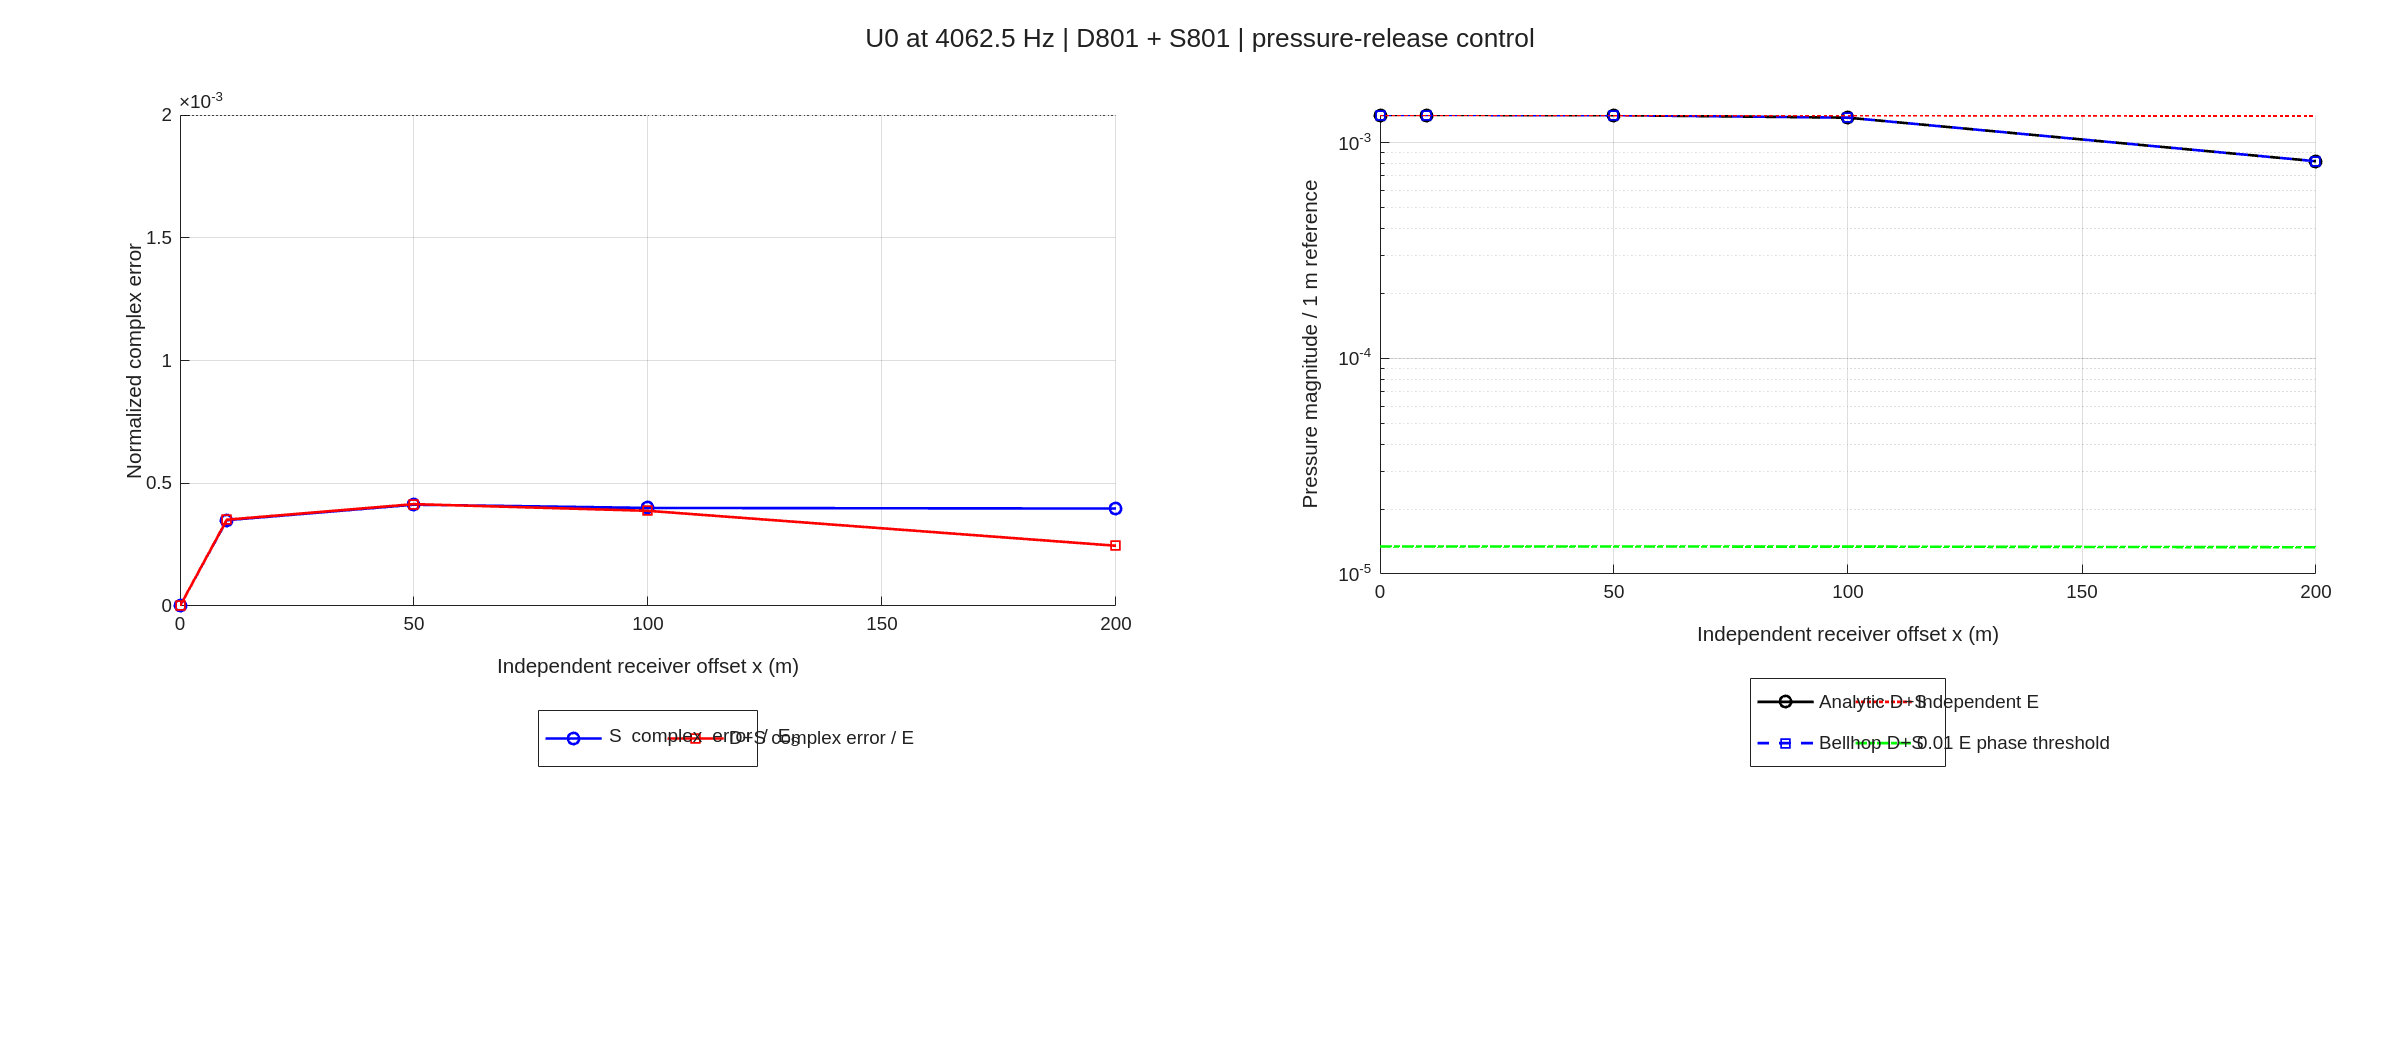 U0 at 4062.5 Hz | D801 + S801 | pressure-release control
×10-3
2
1.5
1
0.5
0
0 50 100 150 200
Normalized complex error
Independent receiver offset x (m)
S complex error / ES
D+S complex error / E
10-3
10-4
10-5
0 50 100 150 200
Pressure magnitude / 1 m reference
Independent receiver offset x (m)
Analytic D+S
Independent E
Bellhop D+S
0.01 E phase threshold